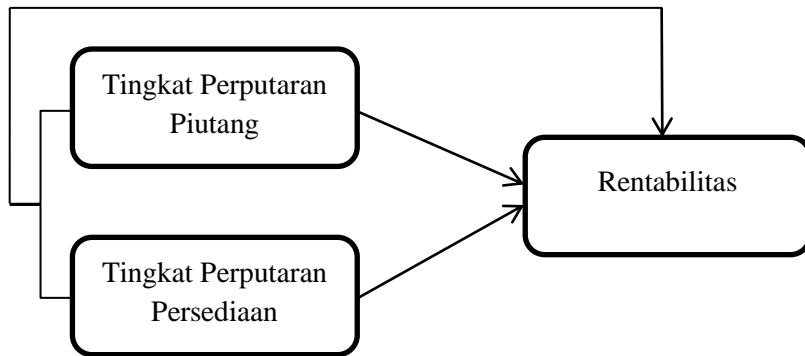 Tingkat Perputaran
Piutang
Rentabilitas
Tingkat Perputaran
Persediaan